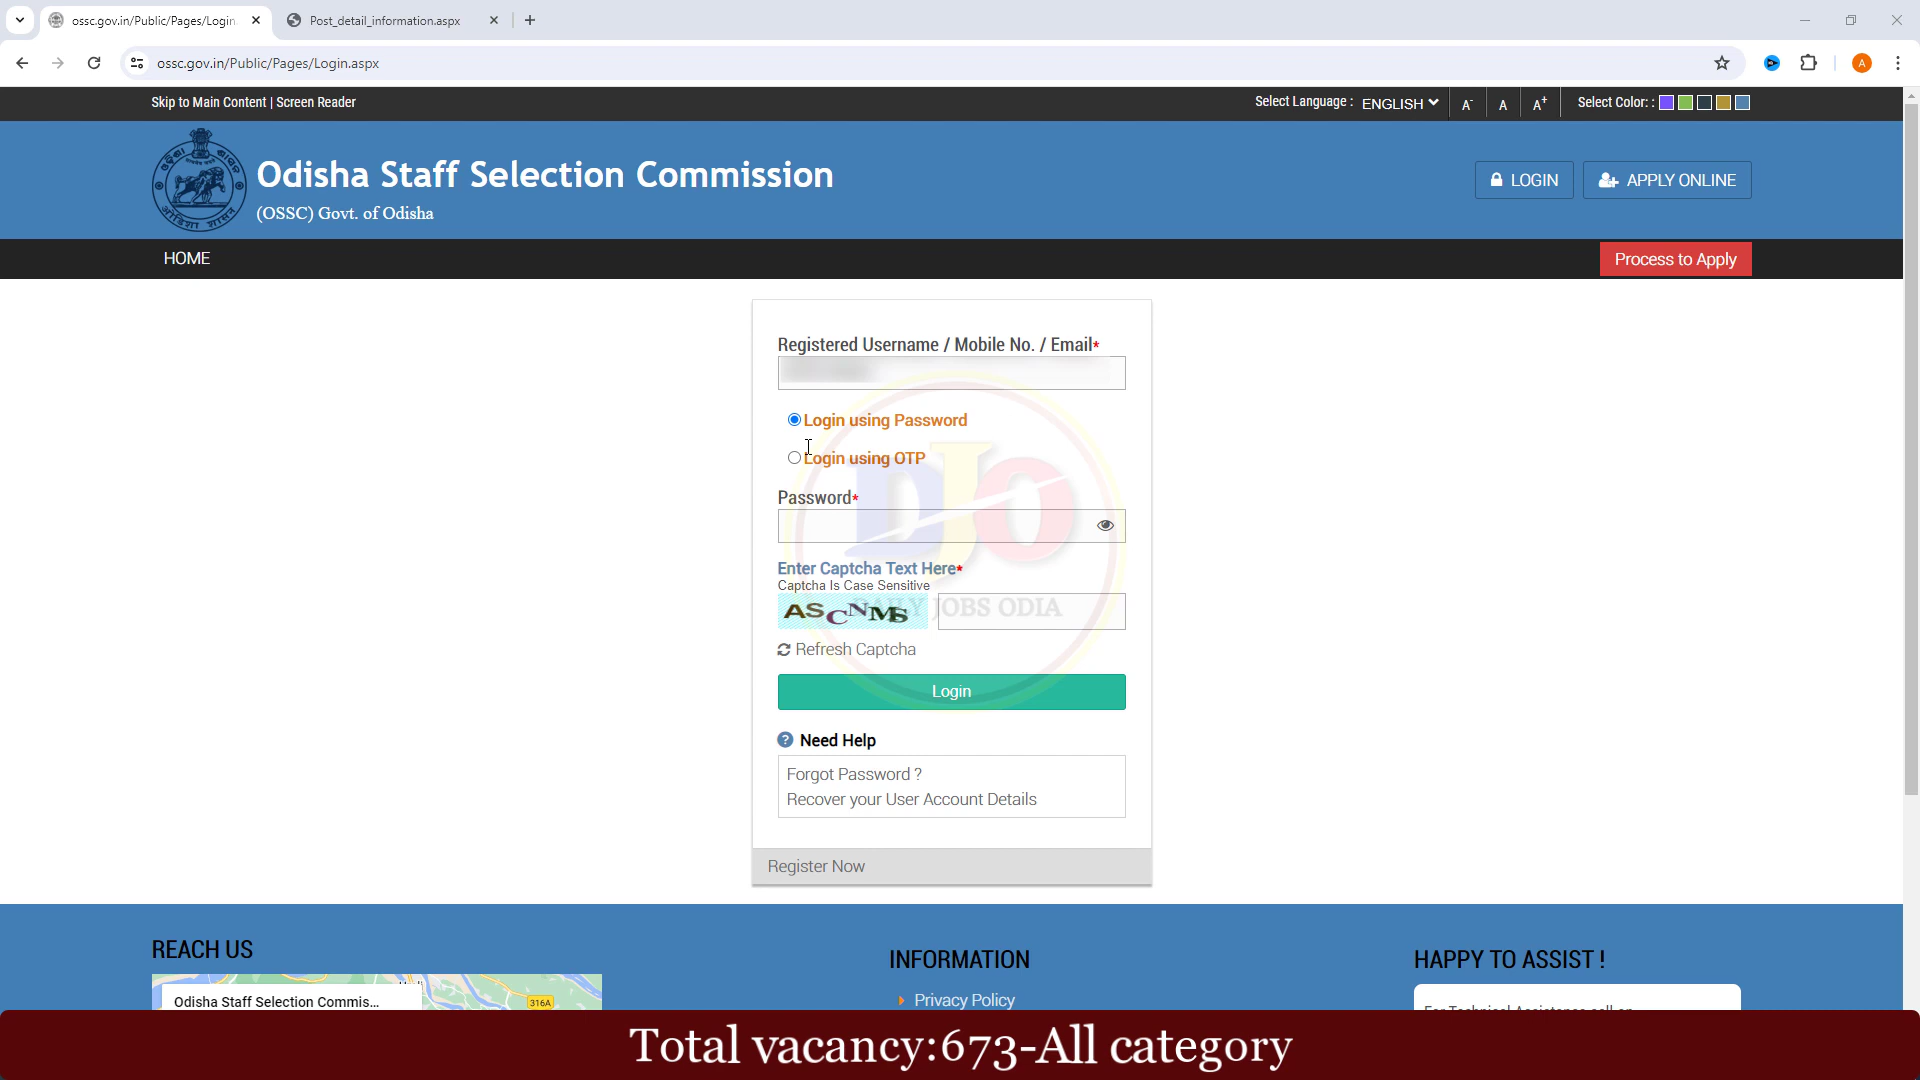 ossc.gov.in/Public/Pages/Login.
Post_detail_information.aspx
ossc.gov.in/Public/Pages/Login.aspx
A
Skip to Main Content | Screen Reader
Select Language : ENGLISH
A-
A
A+
Select Color: :
Odisha Staff Selection Commission
(OSSC) Govt. of Odisha
LOGIN
APPLY ONLINE
HOME
Process to Apply
Registered Username / Mobile No. / Email*
Login using Password
Login using OTP
Password*
DJO
Enter Captcha Text Here*
Captcha Is Case Sensitive
ASCNMS
DAILY JOBS ODIA
Refresh Captcha
Login
? Need Help
Forgot Password ?
Recover your User Account Details
Register Now
REACH US
INFORMATION
HAPPY TO ASSIST !
Odisha Staff Selection Commis...
316A
Privacy Policy
Total vacancy:673-All category